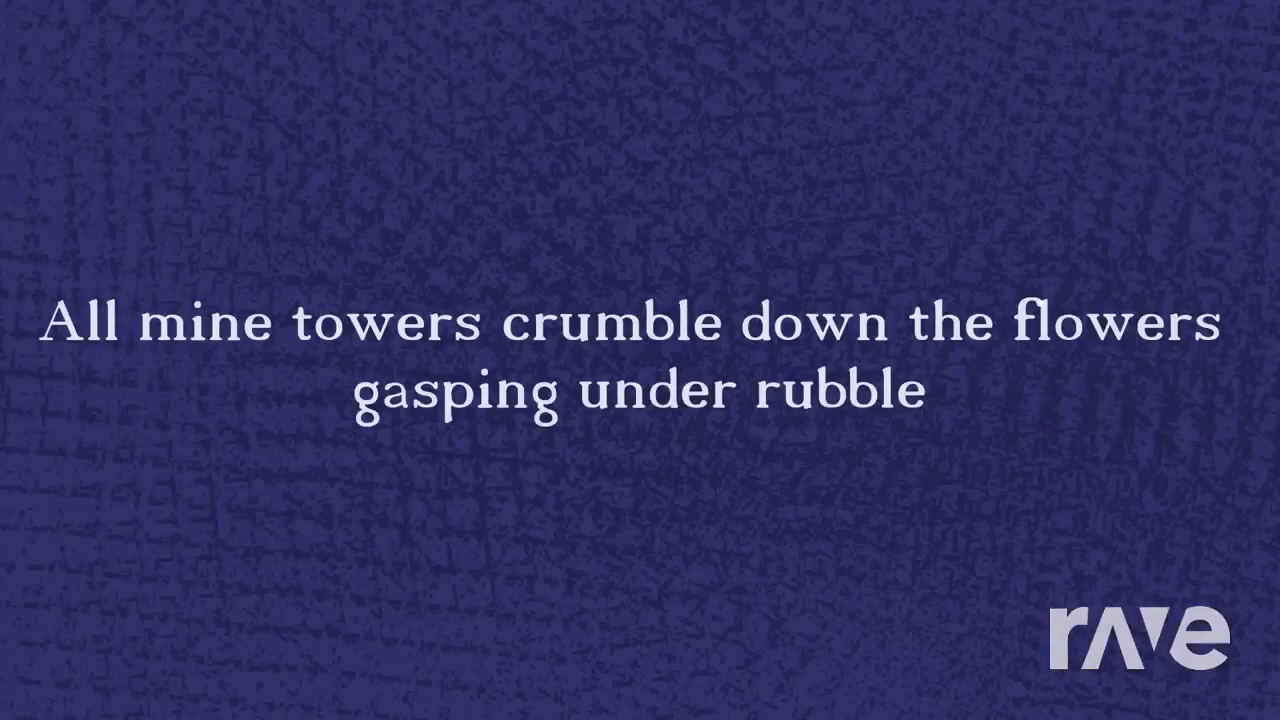 All mine towers crumble down the flowers
gasping under rubble
rave